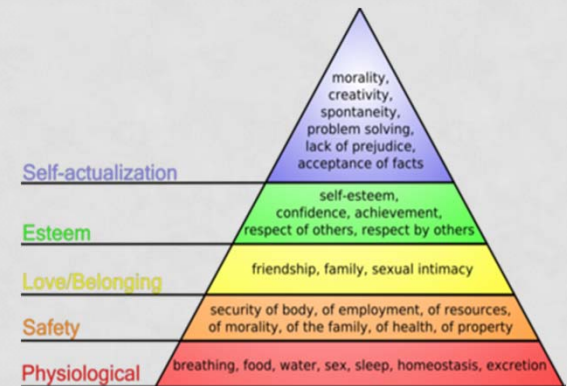 morality,
creativity,
spontaneity,
problem solving,
lack of prejudice,
acceptance of facts
Self-actualization
self-esteem,
confidence, achievement,
respect of others, respect by others
Esteem
friendship, family, sexual intimacy
Love/Belonging
security of body, of employment, of resources,
of morality, of the family, of health, of property
Safety
breathing, food, water, sex, sleep, homeostasis, excretion
Physiological